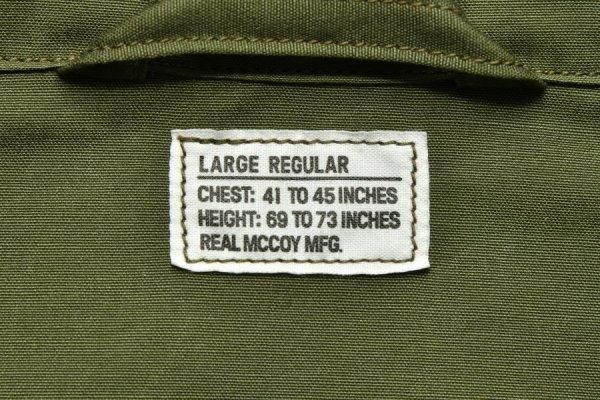 LARGE REGULAR
CHEST: 41 TO 45 INCHES
HEIGHT: 69 TO 73 INCHES
REAL MCCOY MFG.